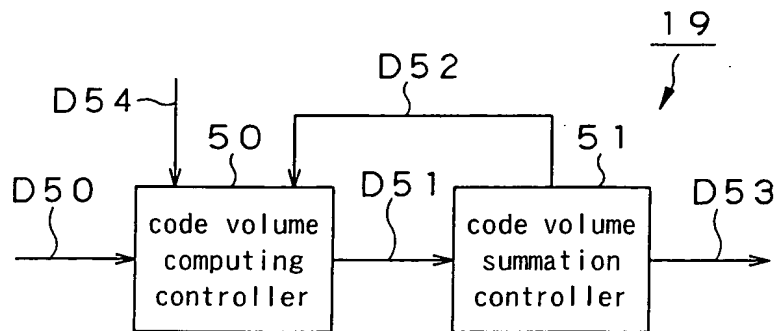 19
D52
D54
50
51
D50
D51
D53
code volume
computing
controller
code volume
summation
controller